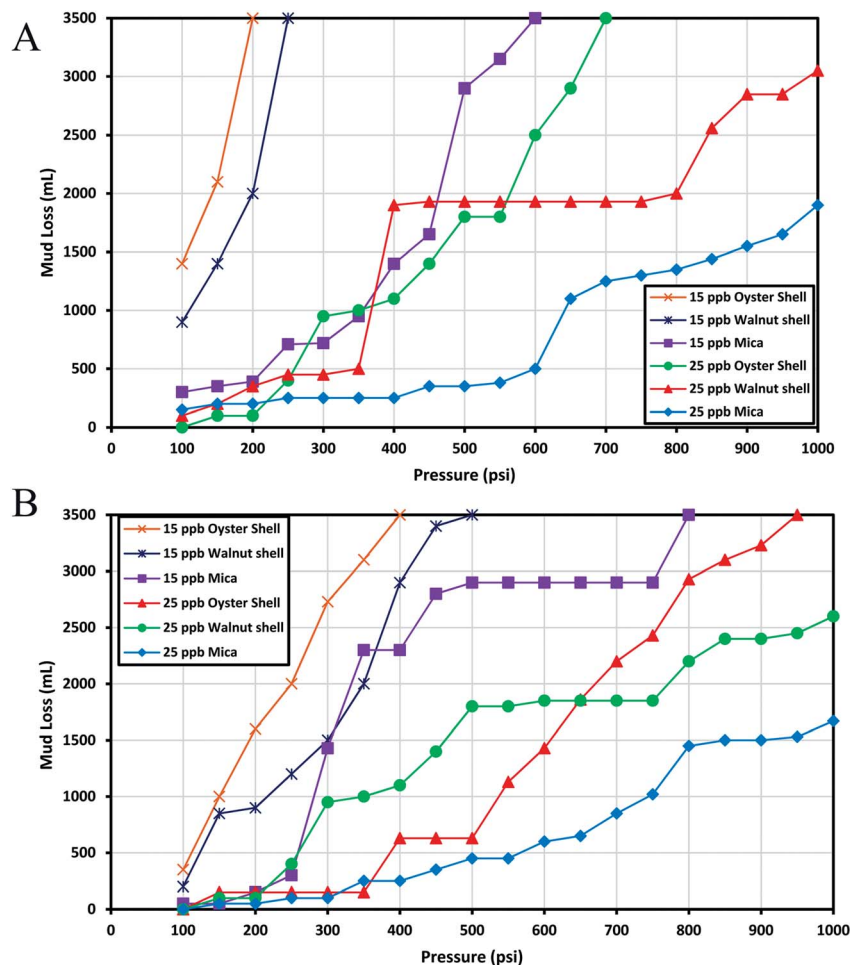 A
3500
3000
2500
2000
1500
1000
500
0
Mud Loss (mL)
0 100 200 300 400 500 600 700 800 900 1000
Pressure (psi)
15 ppb Oyster Shell
15 ppb Walnut shell
15 ppb Mica
25 ppb Oyster Shell
25 ppb Walnut shell
25 ppb Mica
B
3500
3000
2500
2000
1500
1000
500
0
Mud Loss (mL)
15 ppb Oyster Shell
15 ppb Walnut shell
15 ppb Mica
25 ppb Oyster Shell
25 ppb Walnut shell
25 ppb Mica
0 100 200 300 400 500 600 700 800 900 1000
Pressure (psi)